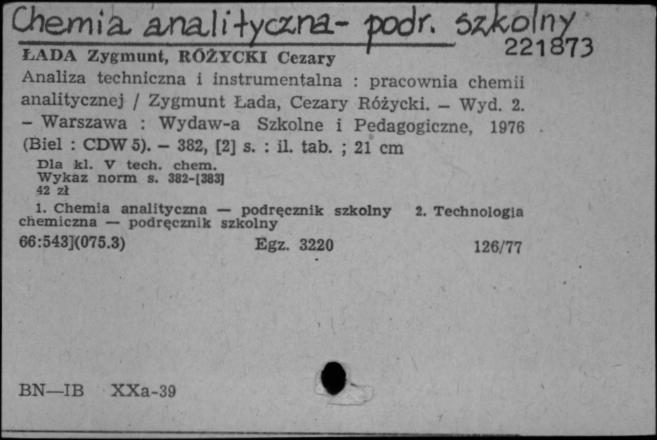 Chemia analityczna - podr. szkolny
221873
ŁADA Zygmunt, RÓŻYCKI Cezary
Analiza techniczna i instrumentalna : pracownia chemii
analitycznej / Zygmunt Łada, Cezary Różycki. — Wyd. 2.
— Warszawa : Wydaw-a Szkolne i Pedagogiczne, 1976
(Biel : CDW 5). — 382, [2] s. : il. tab. ; 21 cm
Dla kl. V tech. chem.
Wykaz norm s. 382-[383]
42 zł
1. Chemia analityczna — podręcznik szkolny 2. Technologia
chemiczna — podręcznik szkolny
66:543](075.3) Egz. 3220 126/77
BN—IB XXa-39